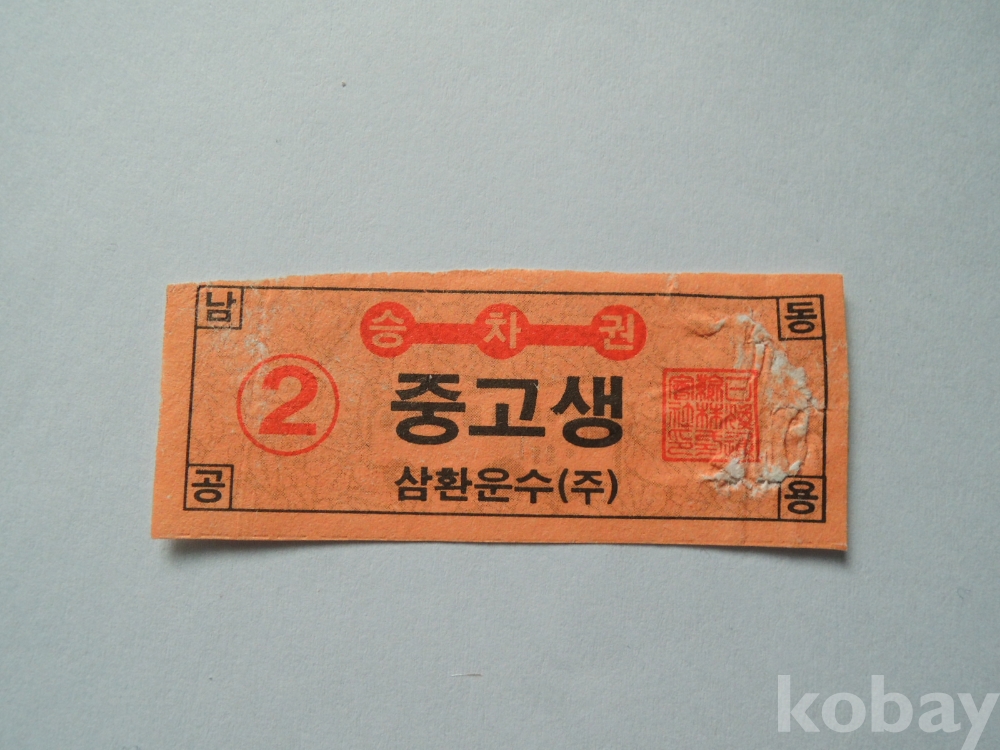 남 동
승차권
②
중고생
삼환운수(주)
공 용
kobay